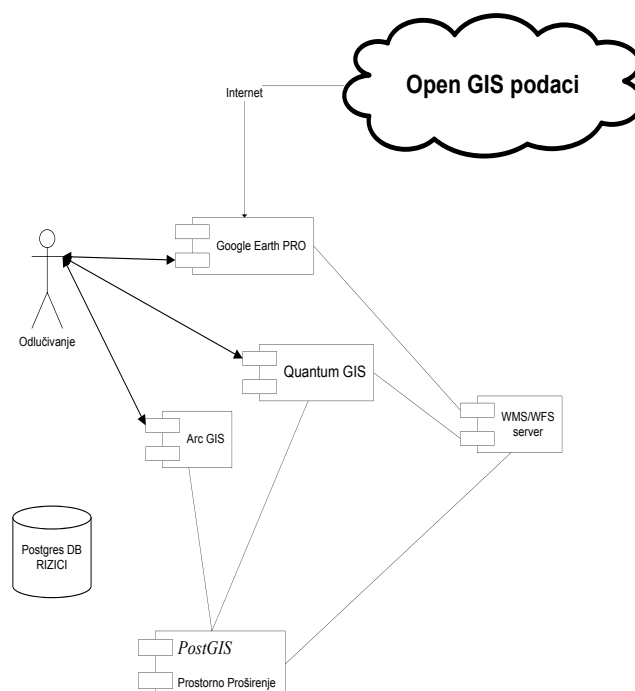 Open GIS podaci
Internet
Google Earth PRO
Odlučivanje
Quantum GIS
Arc GIS
WMS/WFS
server
Postgres DB
RIZICI
PostGIS
Prostorno Proširenje